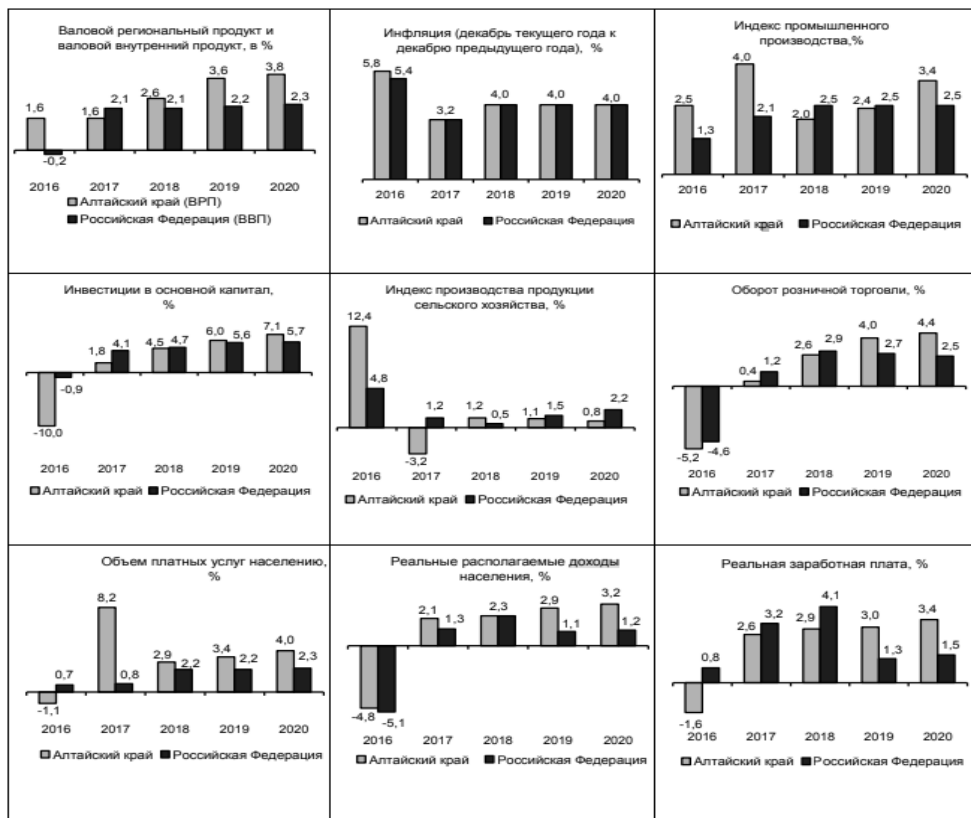 Валовой региональный продукт и
валовой внутренний продукт, в %
1,6
-0,2
1,6
2,1
2,6
2,1
3,6
2,2
3,8
2,3
2016 2017 2018 2019 2020
Алтайский край (ВРП)
Российская Федерация (ВВП)
Инфляция (декабрь текущего года к
декабрю предыдущего года), %
5,8
5,4
3,2
4,0
4,0
4,0
2016 2017 2018 2019 2020
Алтайский край Российская Федерация
Индекс промышленного
производства,%
2,5
1,3
4,0
2,1
2,0
2,5
2,4
2,5
3,4
2,5
2016 2017 2018 2019 2020
Алтайский край Российская Федерация
Инвестиции в основной капитал,
%
-10,0
-0,9
1,8
4,1
4,5
4,7
6,0
5,6
7,1
5,7
2016 2017 2018 2019 2020
Алтайский край Российская Федерация
Индекс производства продукции
сельского хозяйства, %
12,4
4,8
-3,2
1,2
1,2
0,5
1,1
1,5
0,8
2,2
2016 2017 2018 2019 2020
Алтайский край Российская Федерация
Оборот розничной торговли, %
-5,2
-4,6
0,4
1,2
2,6
2,9
4,0
2,7
4,4
2,5
2016 2017 2018 2019 2020
Алтайский край Российская Федерация
Объем платных услуг населению,
%
-1,1
0,7
8,2
0,8
2,9
2,2
3,4
2,2
4,0
2,3
2016 2017 2018 2019 2020
Алтайский край Российская Федерация
Реальные располагаемые доходы
населения, %
-4,8
-5,1
2,1
1,3
2,3
2,9
1,1
3,2
1,2
2016 2017 2018 2019 2020
Алтайский край Российская Федерация
Реальная заработная плата, %
-1,6
0,8
2,6
3,2
2,9
4,1
3,0
1,3
3,4
1,5
2016 2017 2018 2019 2020
Алтайский край Российская Федерация